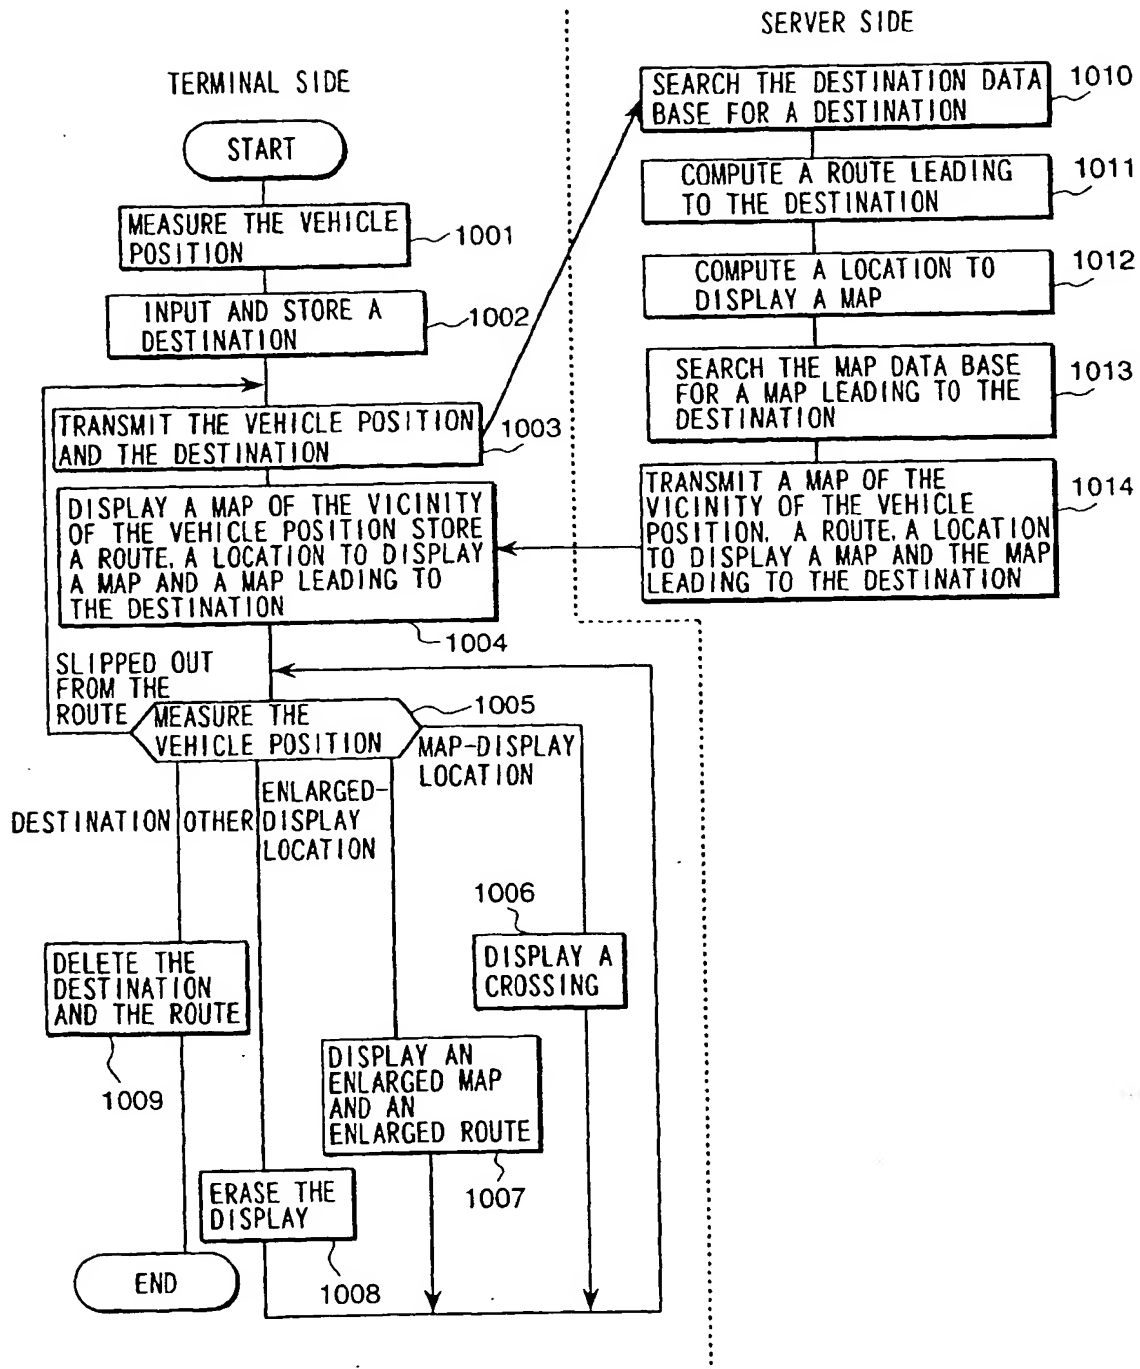 SERVER SIDE
TERMINAL SIDE
START
MEASURE THE VEHICLE
POSITION
1001
INPUT AND STORE A
DESTINATION
1002
TRANSMIT THE VEHICLE POSITION
AND THE DESTINATION
1003
DISPLAY A MAP OF THE VICINITY
OF THE VEHICLE POSITION STORE
A ROUTE, A LOCATION TO DISPLAY
A MAP AND A MAP LEADING TO
THE DESTINATION
1004
SEARCH THE DESTINATION DATA
BASE FOR A DESTINATION
1010
COMPUTE A ROUTE LEADING
TO THE DESTINATION
1011
COMPUTE A LOCATION TO
DISPLAY A MAP
1012
SEARCH THE MAP DATA BASE
FOR A MAP LEADING TO THE
DESTINATION
1013
TRANSMIT A MAP OF THE
VICINITY OF THE VEHICLE
POSITION, A ROUTE, A LOCATION
TO DISPLAY A MAP AND THE MAP
LEADING TO THE DESTINATION
1014
SLIPPED OUT
FROM THE
ROUTE
MEASURE THE
VEHICLE POSITION
1005
MAP-DISPLAY
LOCATION
DESTINATION
OTHER
ENLARGED-
DISPLAY
LOCATION
1006
DISPLAY A
CROSSING
DELETE THE
DESTINATION
AND THE ROUTE
1009
DISPLAY AN
ENLARGED MAP
AND AN
ENLARGED ROUTE
1007
ERASE THE
DISPLAY
1008
END